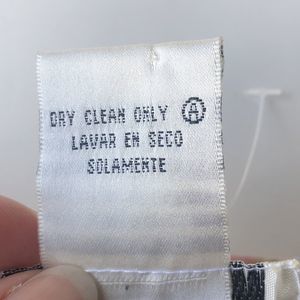 DRY CLEAN ONLY Ⓐ
LAVAR EN SECO
SOLAMENTE